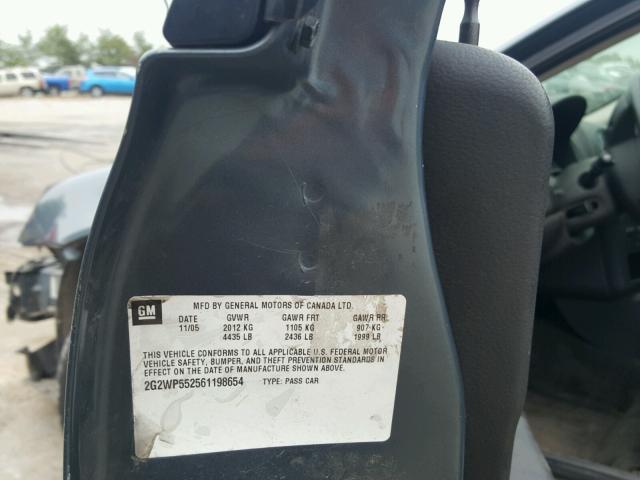 GM
MFD BY GENERAL MOTORS OF CANADA LTD.
DATE GVWR GAWR FRT GAWR RR
11/05 2012 KG 1105 KG 907 KG
4435 LB 2436 LB 1999 LB
THIS VEHICLE CONFORMS TO ALL APPLICABLE U.S. FEDERAL MOTOR
VEHICLE SAFETY, BUMPER, AND THEFT PREVENTION STANDARDS
IN EFFECT ON THE DATE OF MANUFACTURE SHOWN ABOVE.
2G2WP552561198654 TYPE: PASS CAR